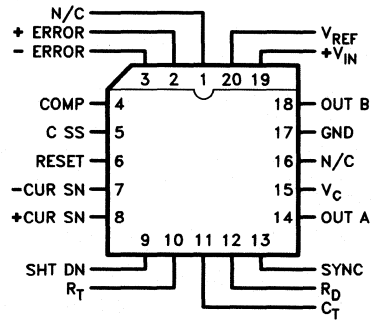 N/C
+ ERROR
- ERROR
V_REF
+V_IN
3 2 1 20 19
COMP 4 18 OUT B
C SS 5 17 GND
RESET 6 16 N/C
-CUR SN 7 15 V_C
+CUR SN 8 14 OUT A
9 10 11 12 13
SHT DN SYNC
R_T R_D
C_T